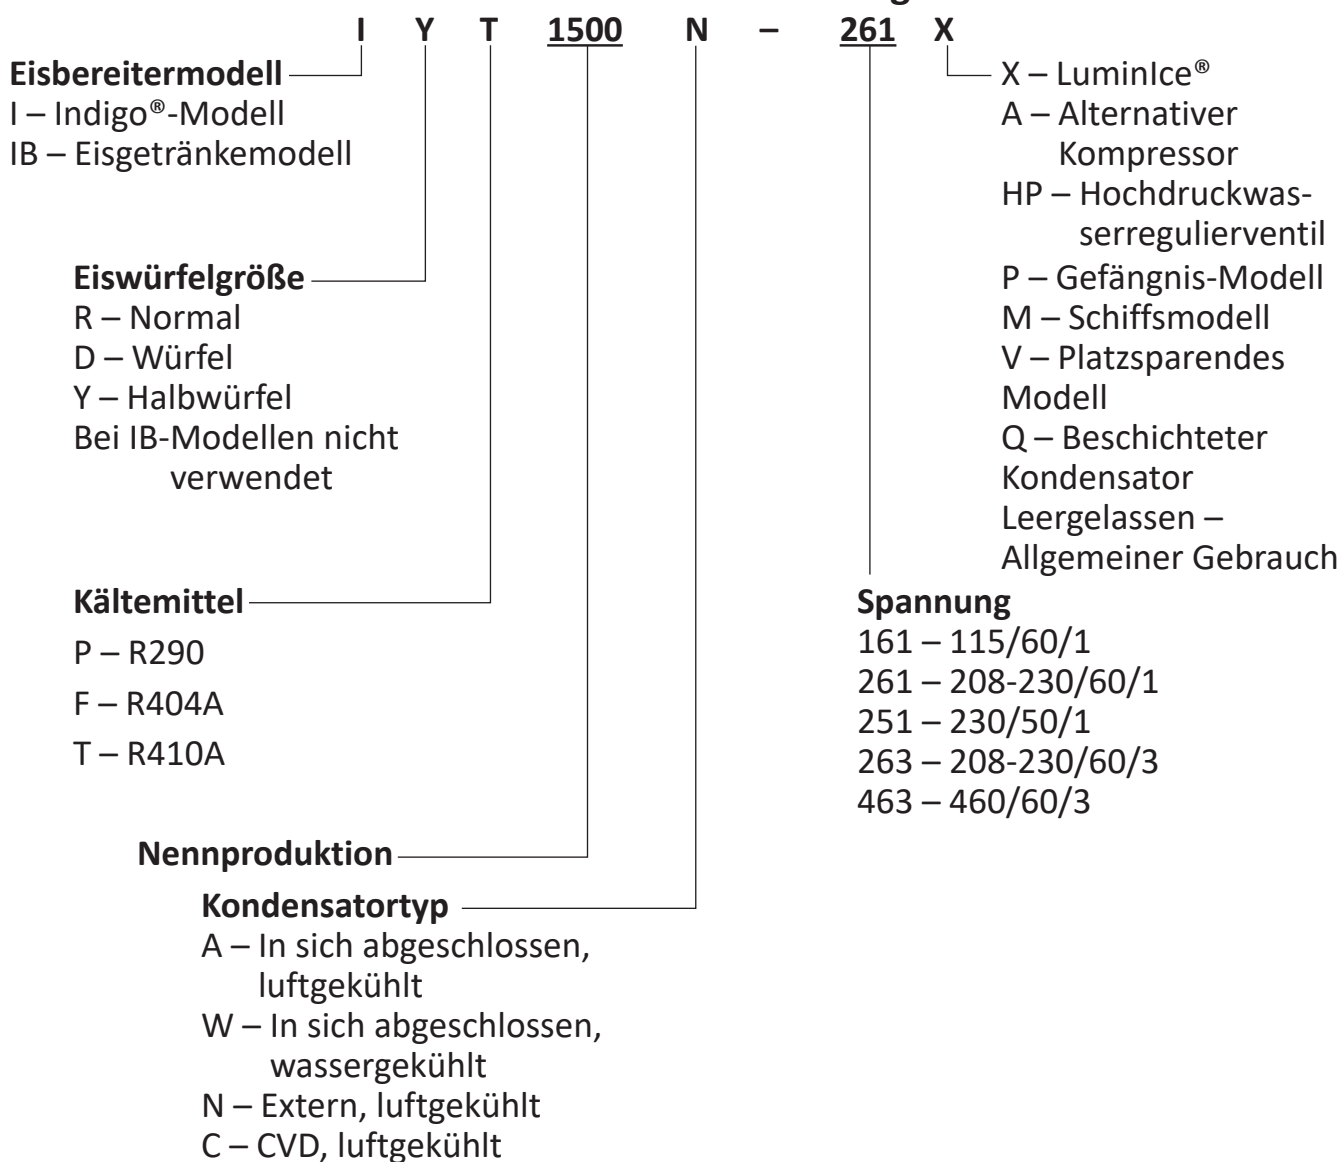 I Y T 1500 N – 261 X
Eisbereitermodell
I – Indigo®-Modell
IB – Eisgetränkemodell
Eiswürfelgröße
R – Normal
D – Würfel
Y – Halbwürfel
Bei IB-Modellen nicht
verwendet
Kältemittel
P – R290
F – R404A
T – R410A
Nennproduktion
Kondensatortyp
A – In sich abgeschlossen,
luftgekühlt
W – In sich abgeschlossen,
wassergekühlt
N – Extern, luftgekühlt
C – CVD, luftgekühlt
X – LuminIce®
A – Alternativer
Kompressor
HP – Hochdruckwas-
serregulierventil
P – Gefängnis-Modell
M – Schiffsmodell
V – Platzsparendes
Modell
Q – Beschichteter
Kondensator
Leergelassen –
Allgemeiner Gebrauch
Spannung
161 – 115/60/1
261 – 208-230/60/1
251 – 230/50/1
263 – 208-230/60/3
463 – 460/60/3